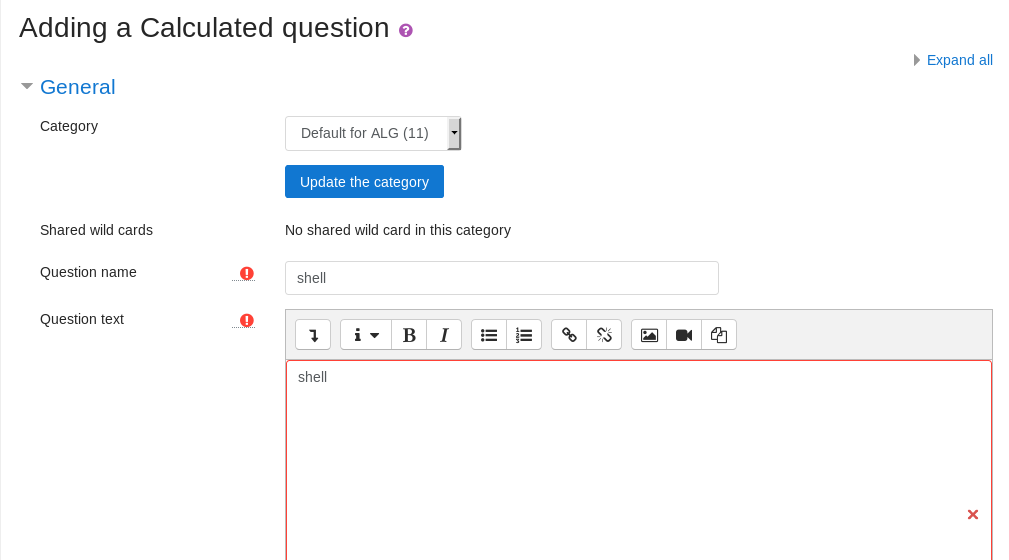 Adding a Calculated question
Expand all
General
Category
Default for ALG (11)
Update the category
Shared wild cards
No shared wild card in this category
Question name
shell
Question text
shell